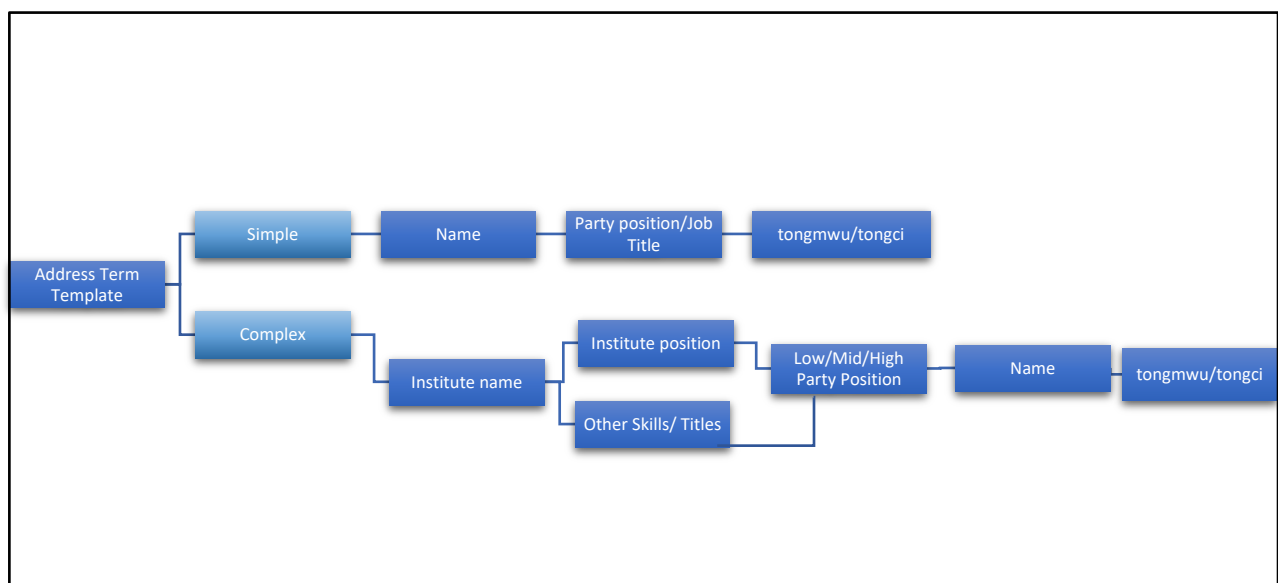 Address Term
Template
Simple
Name
Party position/Job
Title
tongmwu/tongci
Complex
Institute name
Institute position
Other Skills/ Titles
Low/Mid/High
Party Position
Name
tongmwu/tongci